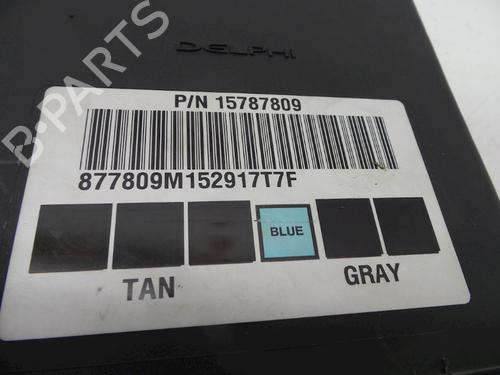 B-PARTS
DELPHI
P/N 15787809
877809M152917T7F
BLUE
TAN GRAY